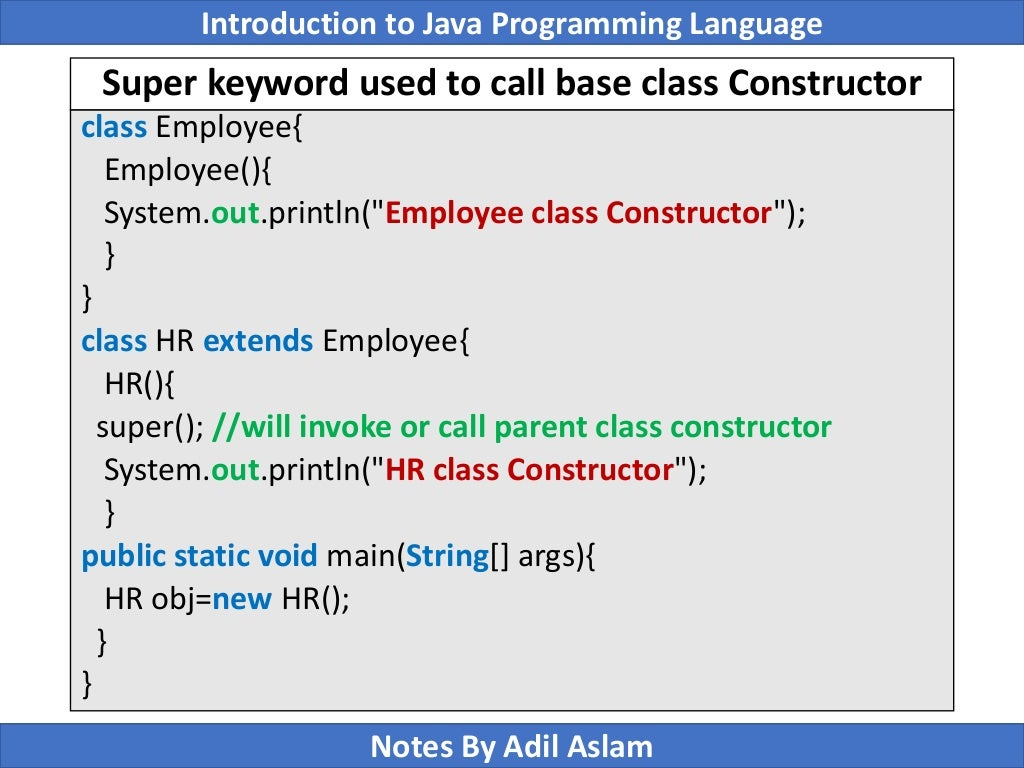 Introduction to Java Programming Language
Super keyword used to call base class Constructor
class Employee{
Employee(){
System.out.println("Employee class Constructor");
}
}
class HR extends Employee{
HR(){
super(); //will invoke or call parent class constructor
System.out.println("HR class Constructor");
}
public static void main(String[] args){
HR obj=new HR();
}
}
Notes By Adil Aslam